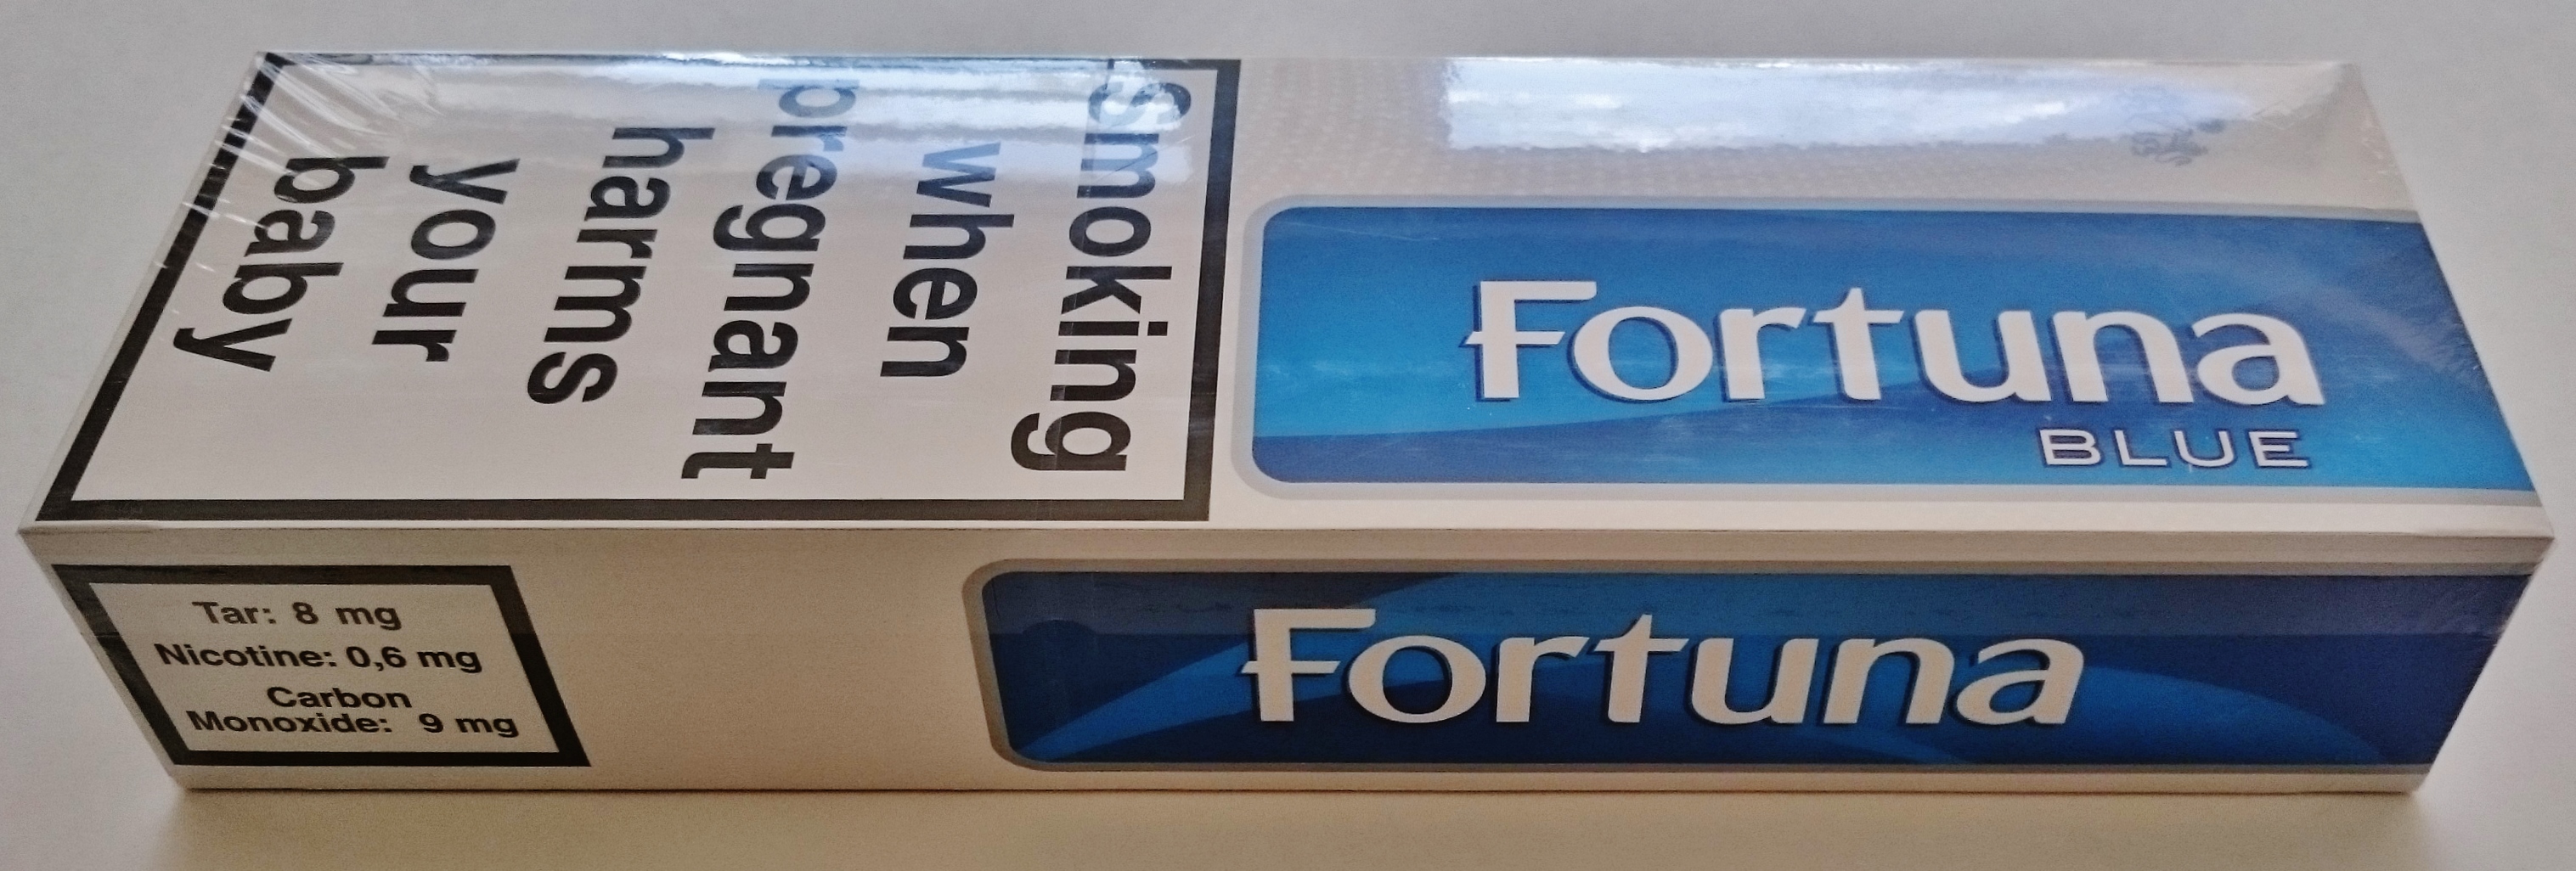 Smoking
when
pregnant
harms
your
baby
Fortuna
BLUE
Tar: 8 mg
Nicotine: 0,6 mg
Carbon
Monoxide: 9 mg
Fortuna